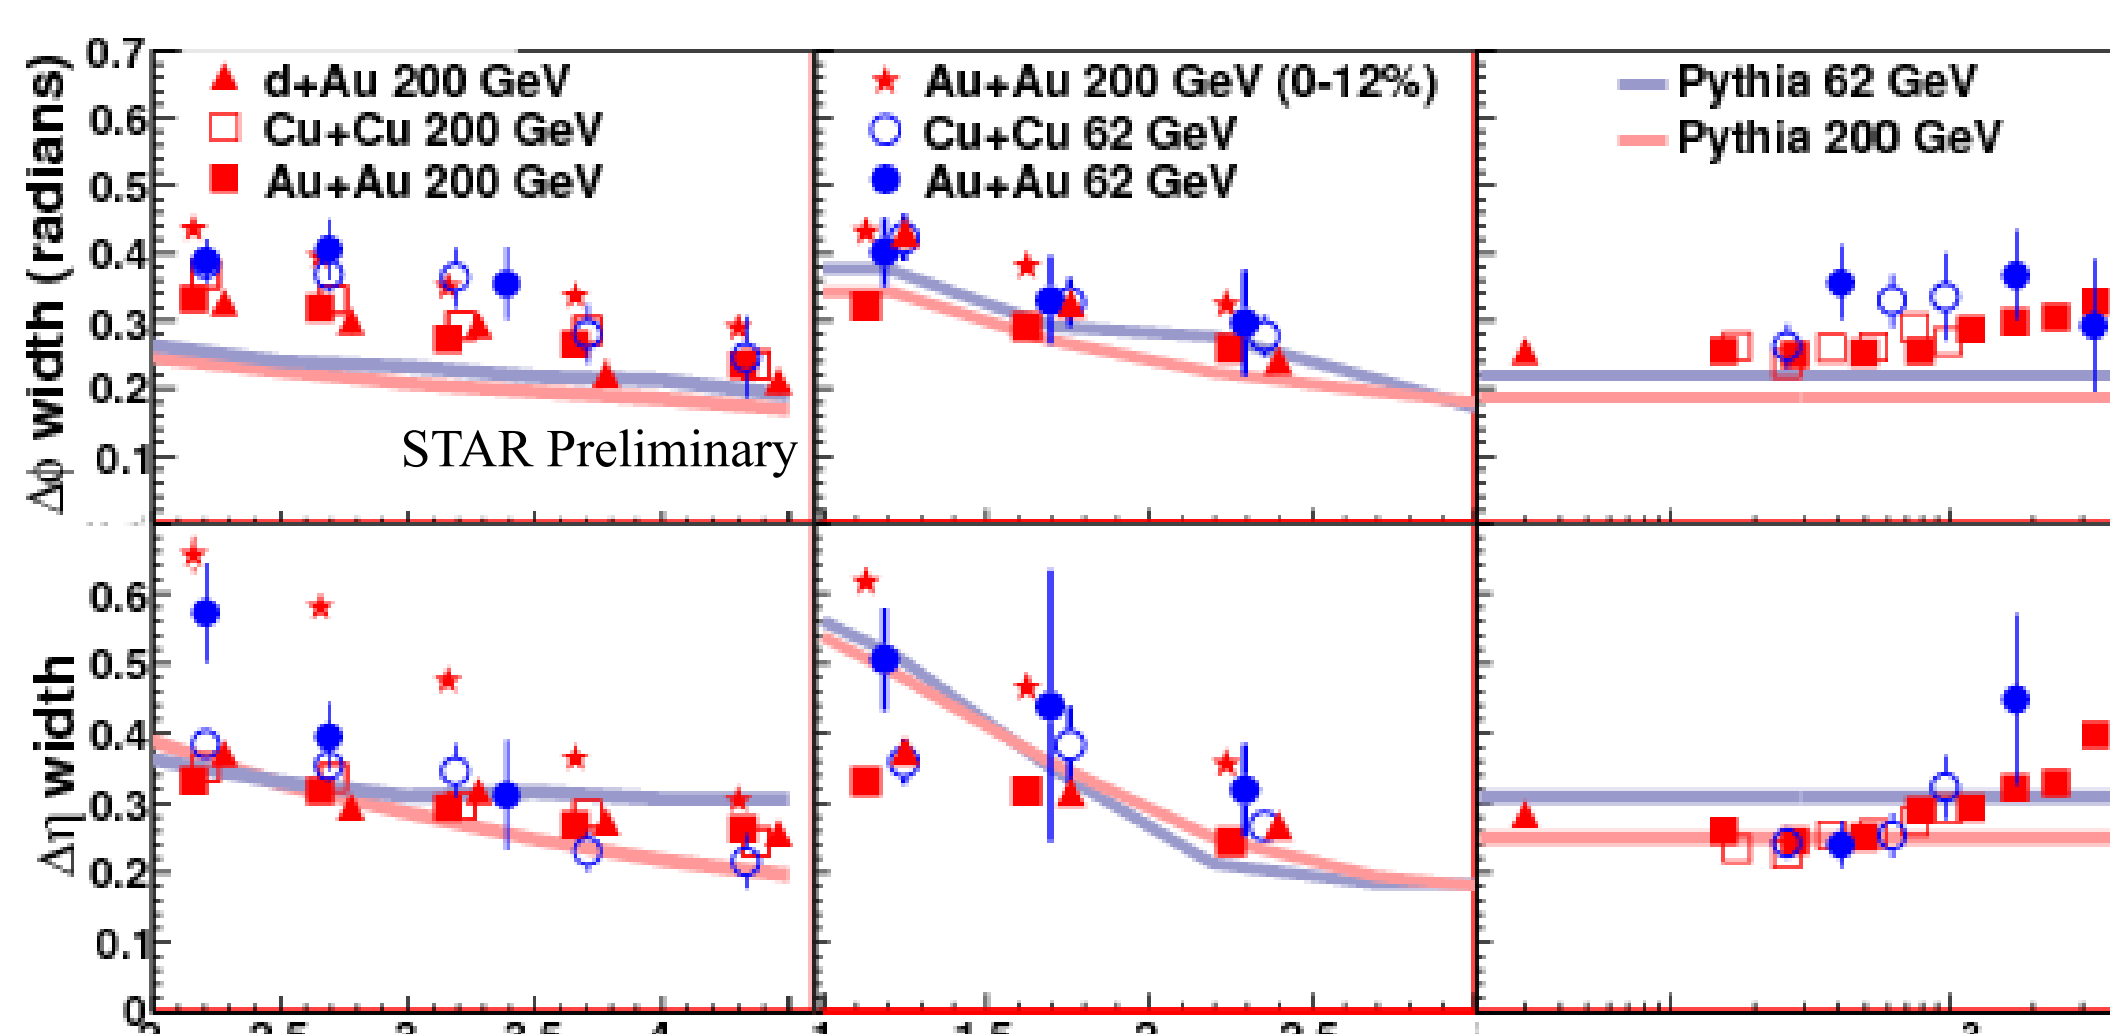 0.7
0.6
0.5
0.4
0.3
0.2
0.1
Δϕ width (radians)
d+Au 200 GeV
Cu+Cu 200 GeV
Au+Au 200 GeV
Au+Au 200 GeV (0-12%)
Cu+Cu 62 GeV
Au+Au 62 GeV
Pythia 62 GeV
Pythia 200 GeV
STAR Preliminary
0.6
0.5
0.4
0.3
0.2
0.1
0
Δη width